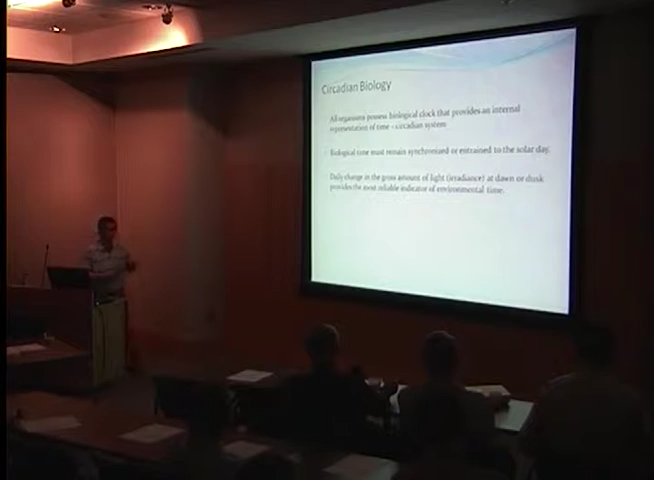 Circadian Biology
All organisms possess biological clock that provides an internal
representation of time - circadian system
Biological time must remain synchronized or entrained to the solar day.
Daily change in the gross amount of light (irradiance) at dawn or dusk
provides the most reliable indicator of environmental time.